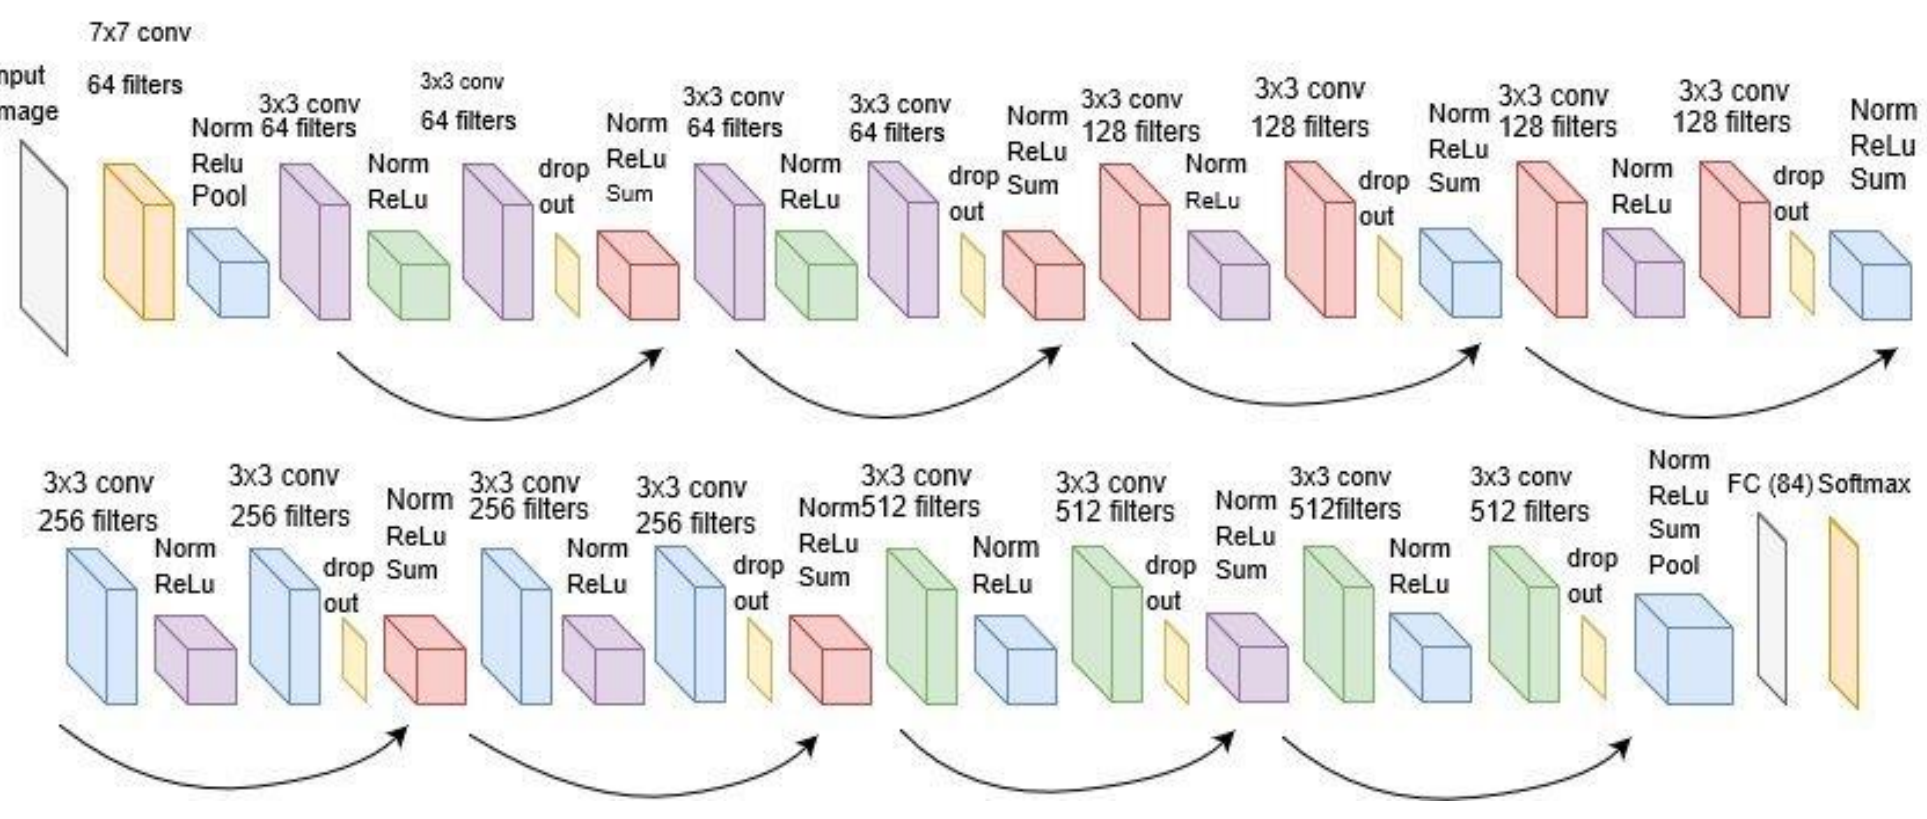 7x7 conv
64 filters
nput
mage
Norm
Relu
Pool
3x3 conv
64 filters
Norm
ReLu
3x3 conv
64 filters
drop
out
Norm
ReLu
Sum
3x3 conv
64 filters
Norm
ReLu
3x3 conv
64 filters
drop
out
Norm
ReLu
Sum
3x3 conv
128 filters
Norm
ReLu
3x3 conv
128 filters
drop
out
Norm
ReLu
Sum
3x3 conv
128 filters
Norm
ReLu
3x3 conv
128 filters
drop
out
Norm
ReLu
Sum
3x3 conv
256 filters
Norm
ReLu
3x3 conv
256 filters
drop
out
Norm
ReLu
Sum
3x3 conv
256 filters
Norm
ReLu
3x3 conv
256 filters
drop
out
Norm
ReLu
Sum
3x3 conv
512 filters
Norm
ReLu
3x3 conv
512 filters
drop
out
Norm
ReLu
Sum
3x3 conv
512filters
Norm
ReLu
3x3 conv
512 filters
drop
out
Norm
ReLu
Sum
Pool
FC (84)
Softmax